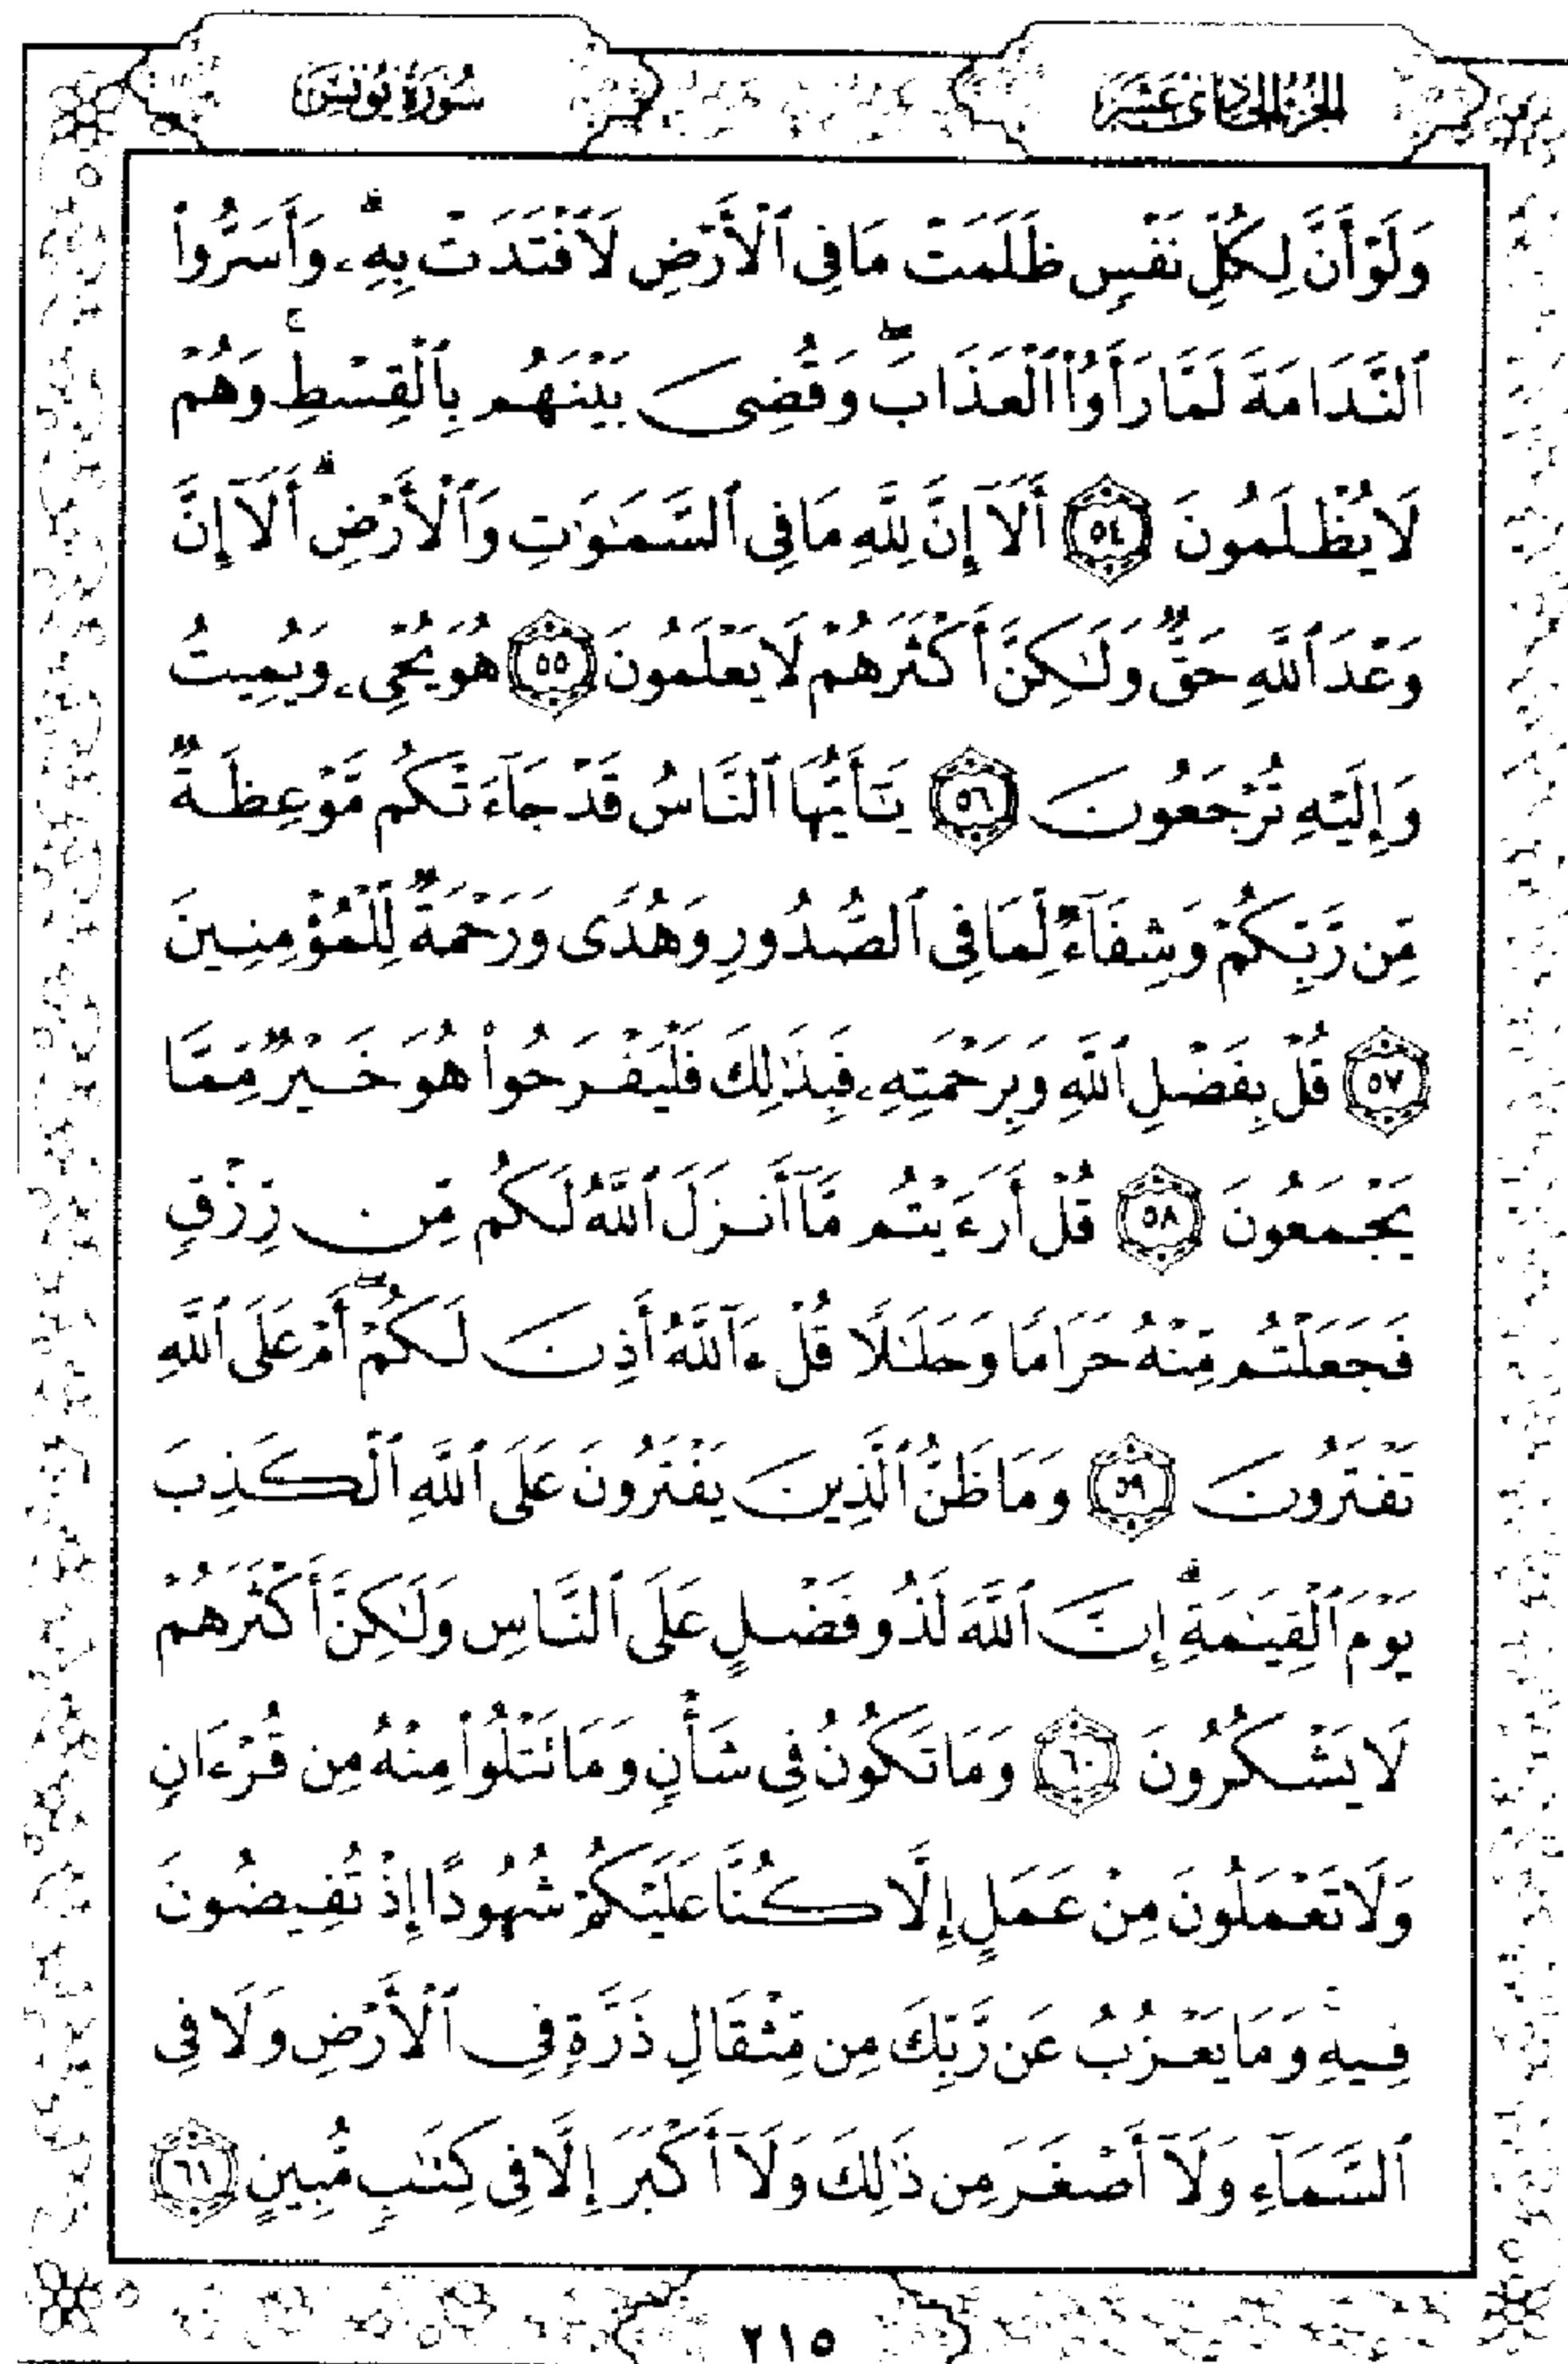 الجزء الحادي عشر
سورة يونس
وَلَوْ أَنَّ لِكُلِّ نَفْسٍ ظَلَمَتْ مَا فِى ٱلْأَرْضِ لَٱفْتَدَتْ بِهِۦۗ وَأَسَرُّوا۟
ٱلنَّدَامَةَ لَمَّا رَأَوُا۟ ٱلْعَذَابَۖ وَقُضِىَ بَيْنَهُم بِٱلْقِسْطِۚ وَهُمْ
لَا يُظْلَمُونَ ٥٤ أَلَآ إِنَّ لِلَّهِ مَا فِى ٱلسَّمَٰوَٰتِ وَٱلْأَرْضِۗ أَلَآ إِنَّ
وَعْدَ ٱللَّهِ حَقٌّ وَلَٰكِنَّ أَكْثَرَهُمْ لَا يَعْلَمُونَ ٥٥ هُوَ يُحْىِۦ وَيُمِيتُ
وَإِلَيْهِ تُرْجَعُونَ ٥٦ يَٰٓأَيُّهَا ٱلنَّاسُ قَدْ جَآءَتْكُم مَّوْعِظَةٌ
مِّن رَّبِّكُمْ وَشِفَآءٌ لِّمَا فِى ٱلصُّدُورِ وَهُدًى وَرَحْمَةٌ لِّلْمُؤْمِنِينَ
٥٧ قُلْ بِفَضْلِ ٱللَّهِ وَبِرَحْمَتِهِۦ فَبِذَٰلِكَ فَلْيَفْرَحُوا۟ هُوَ خَيْرٌ مِّمَّا
يَجْمَعُونَ ٥٨ قُلْ أَرَءَيْتُم مَّآ أَنزَلَ ٱللَّهُ لَكُم مِّن رِّزْقٍ
فَجَعَلْتُم مِّنْهُ حَرَامًا وَحَلَٰلًا قُلْ ءَآللَّهُ أَذِنَ لَكُمْۖ أَمْ عَلَى ٱللَّهِ
تَفْتَرُونَ ٥٩ وَمَا ظَنُّ ٱلَّذِينَ يَفْتَرُونَ عَلَى ٱللَّهِ ٱلْكَذِبَ
يَوْمَ ٱلْقِيَٰمَةِۗ إِنَّ ٱللَّهَ لَذُو فَضْلٍ عَلَى ٱلنَّاسِ وَلَٰكِنَّ أَكْثَرَهُمْ
لَا يَشْكُرُونَ ٦٠ وَمَا تَكُونُ فِى شَأْنٍ وَمَا تَتْلُوا۟ مِنْهُ مِن قُرْءَانٍ
وَلَا تَعْمَلُونَ مِنْ عَمَلٍ إِلَّا كُنَّا عَلَيْكُمْ شُهُودًا إِذْ تُفِيضُونَ
فِيهِۚ وَمَا يَعْزُبُ عَن رَّبِّكَ مِن مِّثْقَالِ ذَرَّةٍ فِى ٱلْأَرْضِ وَلَا فِى
ٱلسَّمَآءِ وَلَآ أَصْغَرَ مِن ذَٰلِكَ وَلَآ أَكْبَرَ إِلَّا فِى كِتَٰبٍ مُّبِينٍ ٦١
٢١٥